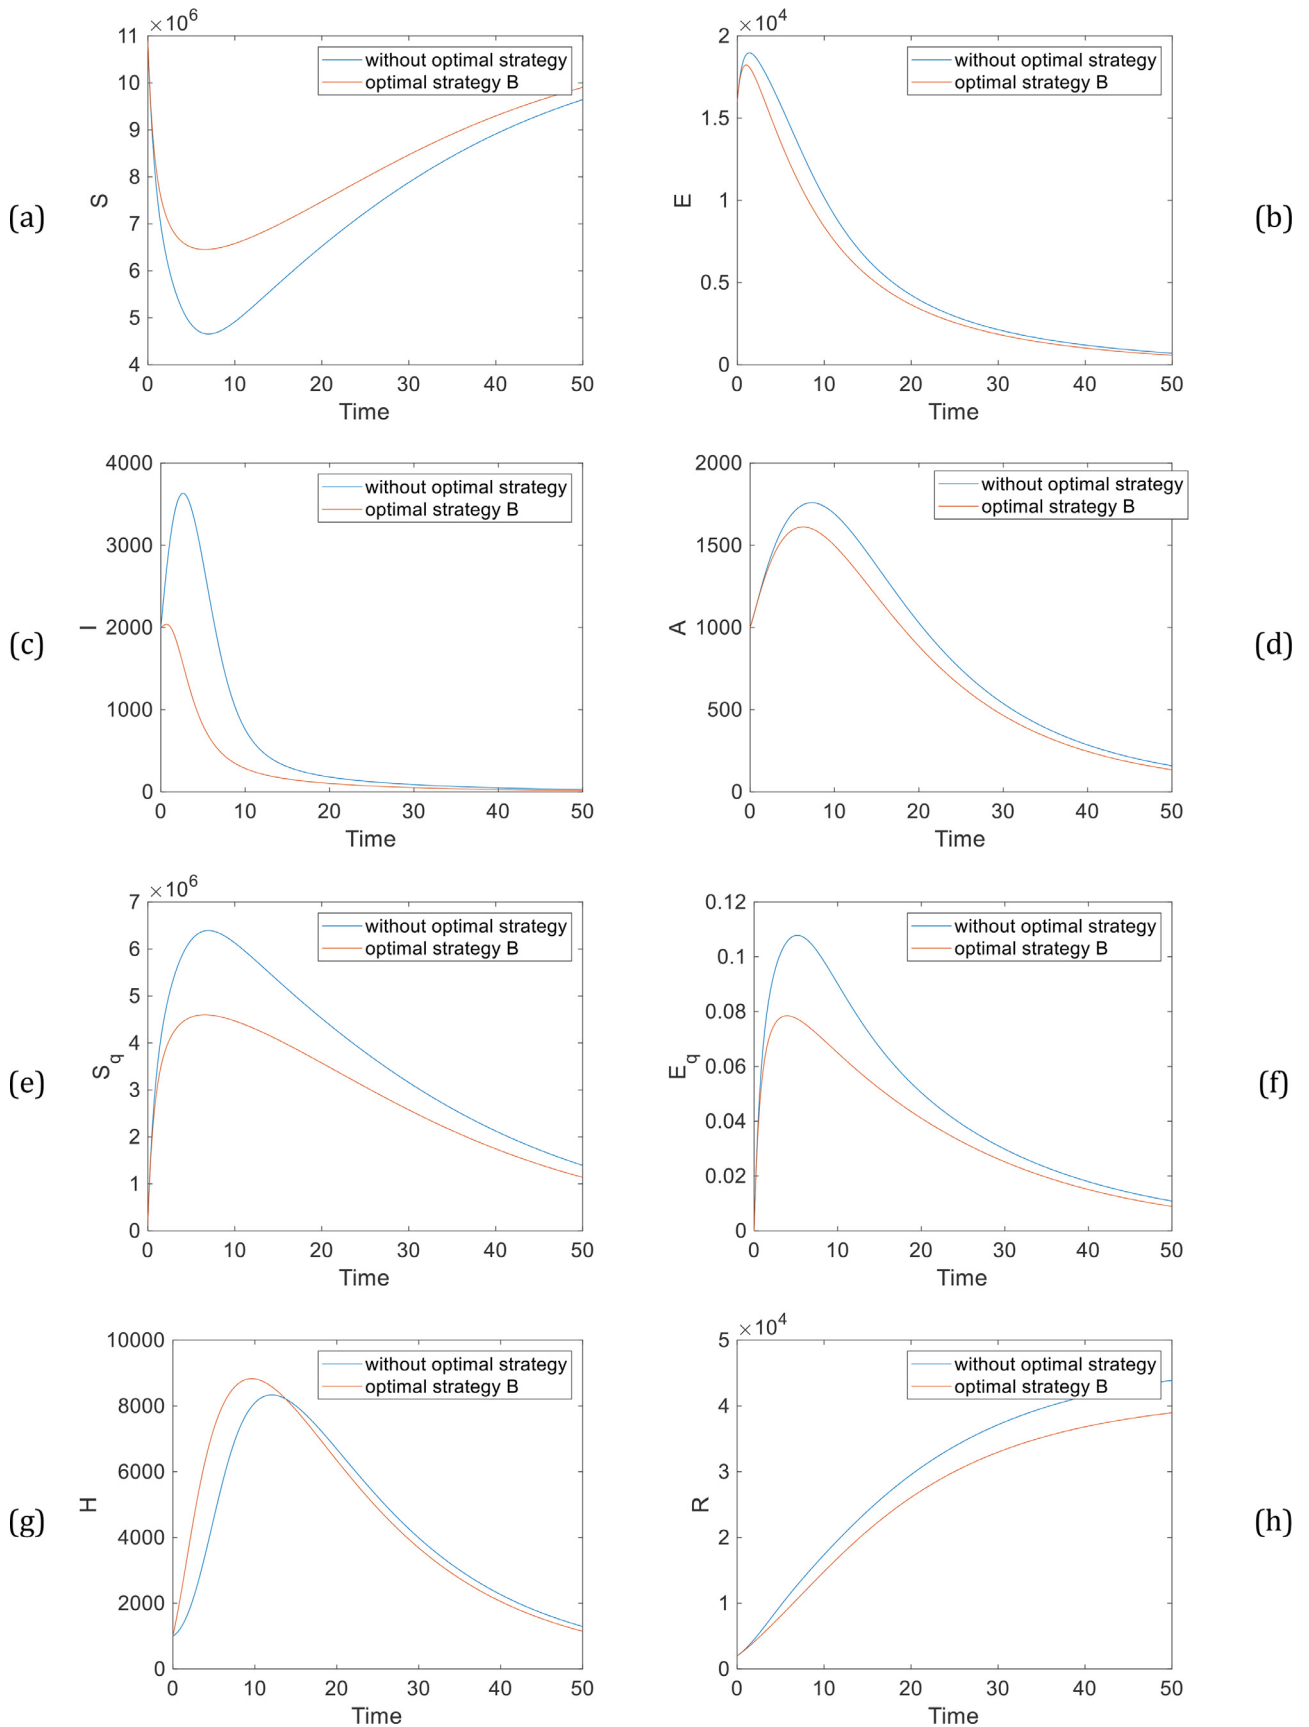 (a)
×10^6
11
10
9
8
7
6
5
4
S
without optimal strategy
optimal strategy B
0 10 20 30 40 50
Time
×10^4
2
1.5
1
0.5
0
E
without optimal strategy
optimal strategy B
0 10 20 30 40 50
Time
(b)
(c)
4000
3000
2000
1000
0
I
without optimal strategy
optimal strategy B
0 10 20 30 40 50
Time
2000
1500
1000
500
0
A
without optimal strategy
optimal strategy B
0 10 20 30 40 50
Time
(d)
(e)
×10^6
7
6
5
4
3
2
1
0
S_q
without optimal strategy
optimal strategy B
0 10 20 30 40 50
Time
0.12
0.1
0.08
0.06
0.04
0.02
0
E_q
without optimal strategy
optimal strategy B
0 10 20 30 40 50
Time
(f)
(g)
10000
8000
6000
4000
2000
0
H
without optimal strategy
optimal strategy B
0 10 20 30 40 50
Time
×10^4
5
4
3
2
1
0
R
without optimal strategy
optimal strategy B
0 10 20 30 40 50
Time
(h)